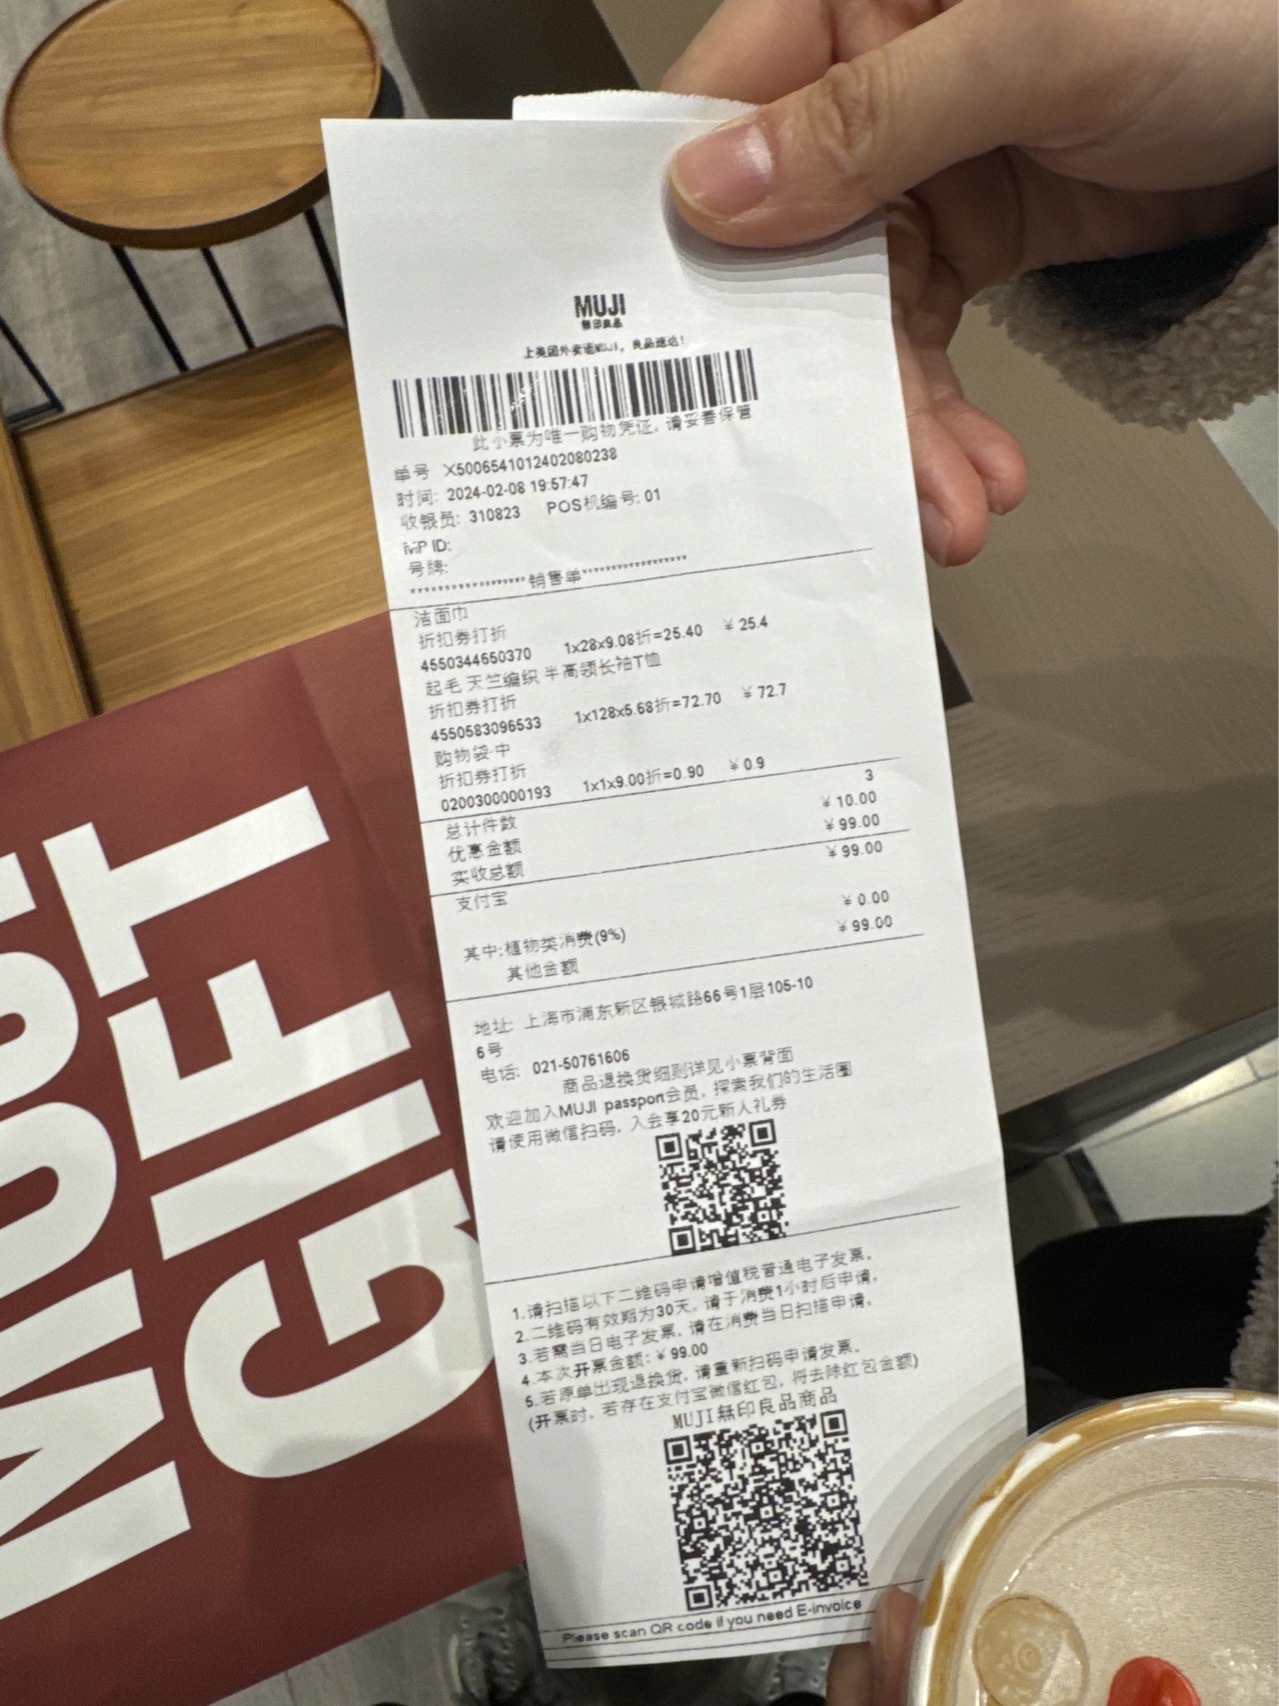 MUJI
無印良品
上美团外卖逛MUJI，良品速达！
此小票为唯一购物凭证，请妥善保管
单号 X5006541012402080238
时间: 2024-02-08 19:57:47
收银员: 310823 POS机编号: 01
MP ID:
号牌:
******************销售单******************
洁面巾
折扣券打折
4550344650370 1x28x9.08折=25.40 ¥ 25.4
起毛 天竺编织 半高领长袖T恤
折扣券打折
4550583096533 1x128x5.68折=72.70 ¥ 72.7
购物袋·中
折扣券打折
0200300000193 1x1x9.00折=0.90 ¥ 0.9
总计件数 3
优惠金额 ¥ 10.00
实收总额 ¥ 99.00
支付宝 ¥ 99.00
其中:植物类消费(9%) ¥ 0.00
其他金额 ¥ 99.00
地址: 上海市浦东新区银城路66号1层105-10
6号
电话: 021-50761606
商品退换货细则详见小票背面
欢迎加入MUJI passport会员，探索我们的生活圈
请使用微信扫码，入会享20元新人礼券
1.请扫描以下二维码申请增值税普通电子发票。
2.二维码有效期为30天，请于消费1小时后申请。
3.若需当日电子发票，请在消费当日扫描申请。
4.本次开票金额: ¥ 99.00
5.若原单出现退换货，请重新扫码申请发票。
(开票时，若存在支付宝微信红包，将去除红包金额)
MUJI無印良品商品
Please scan QR code if you need E-invoice
GIFT